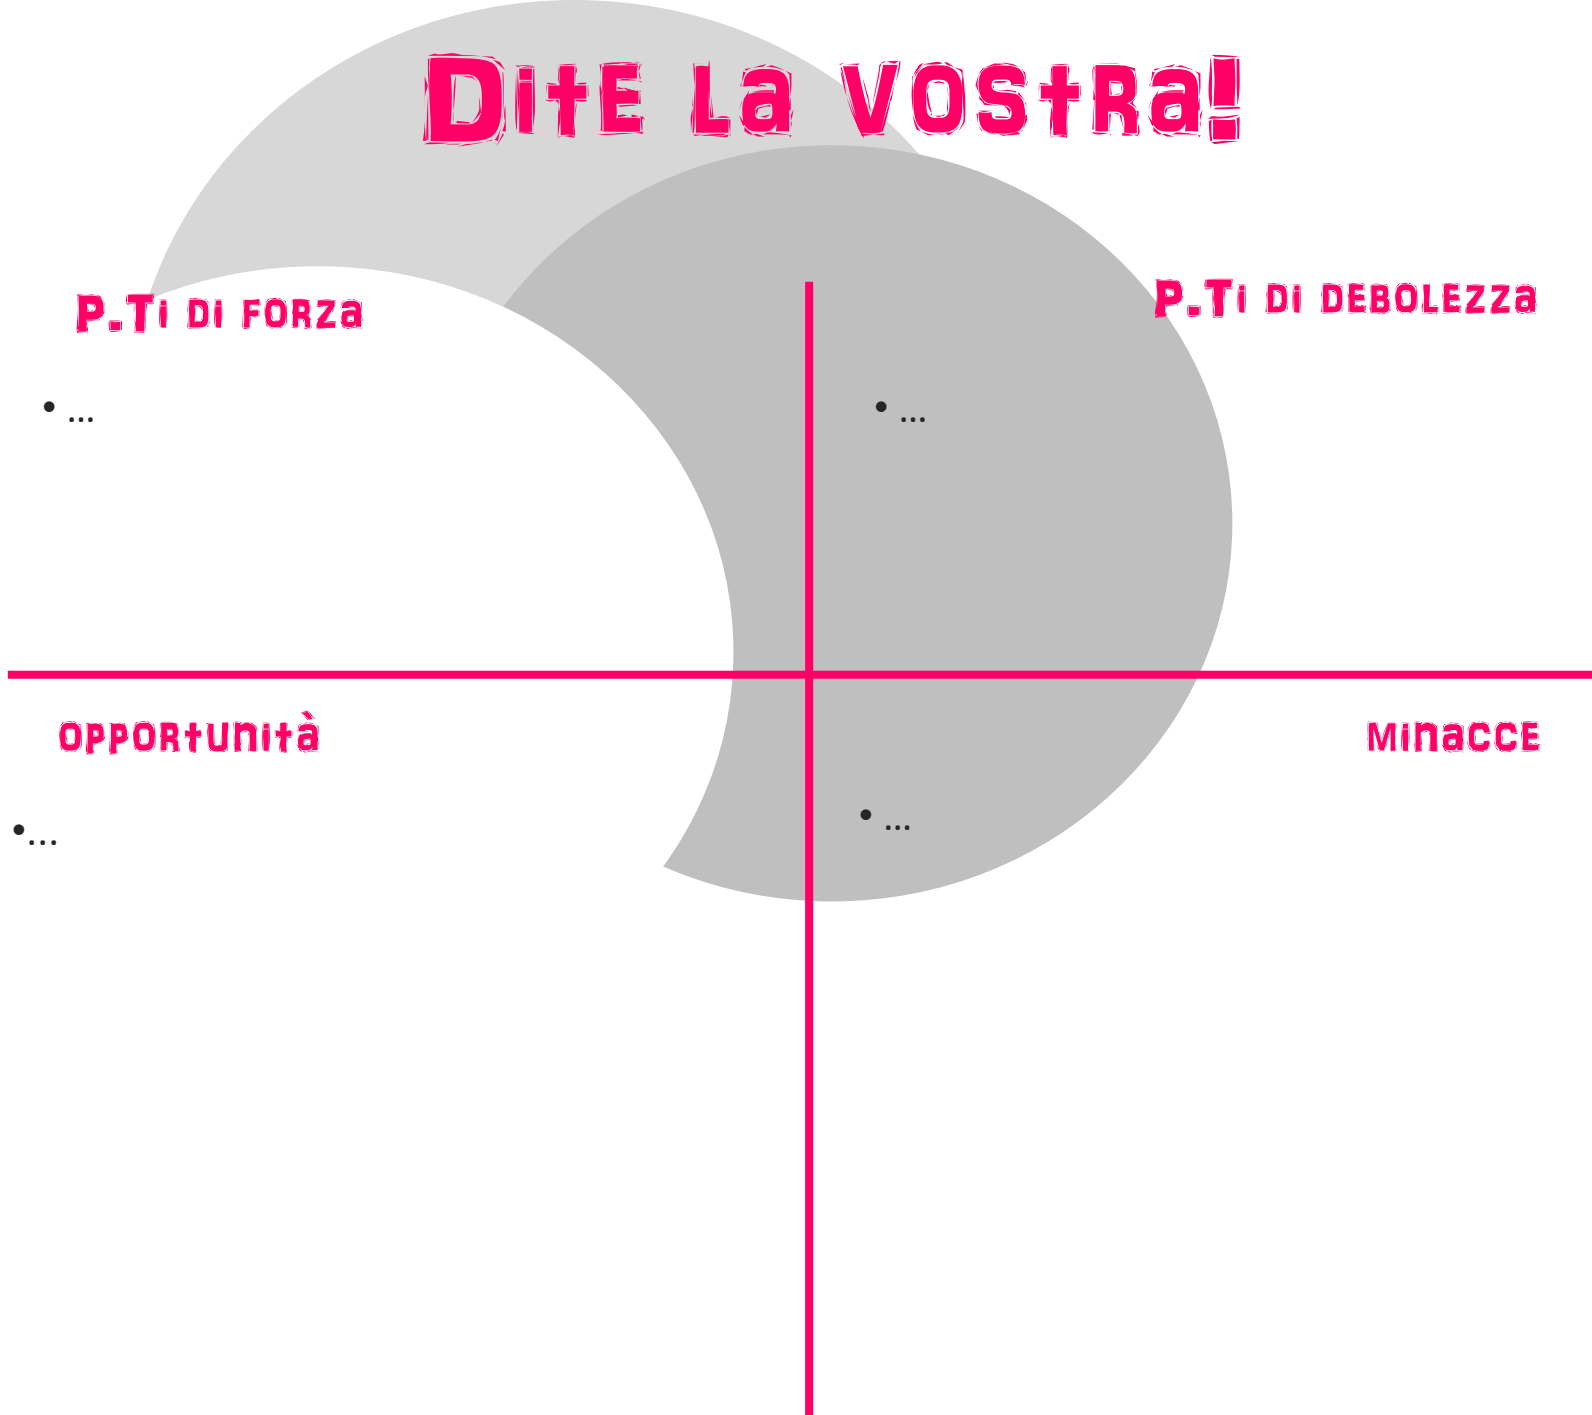 Dite la vostra!
P.Ti di forza
P.Ti di debolezza
• ...
• ...
opportunità
minacce
• ...
• ...